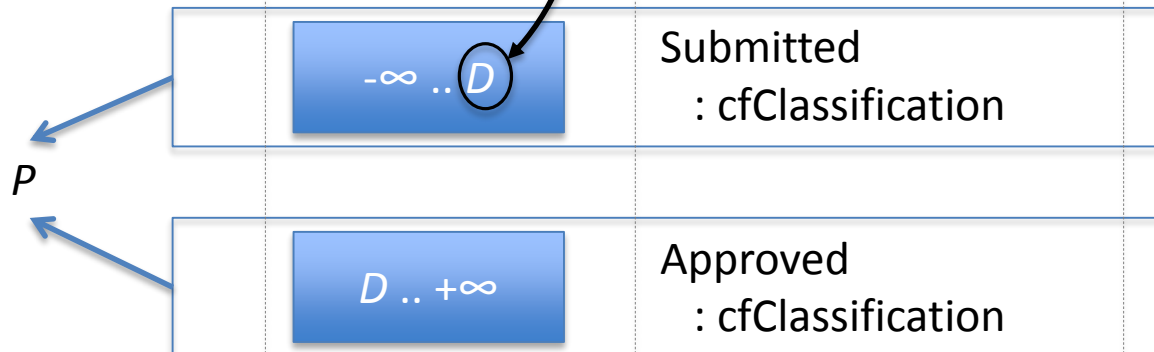 -∞ .. D
Submitted
: cfClassification
P
D .. +∞
Approved
: cfClassification